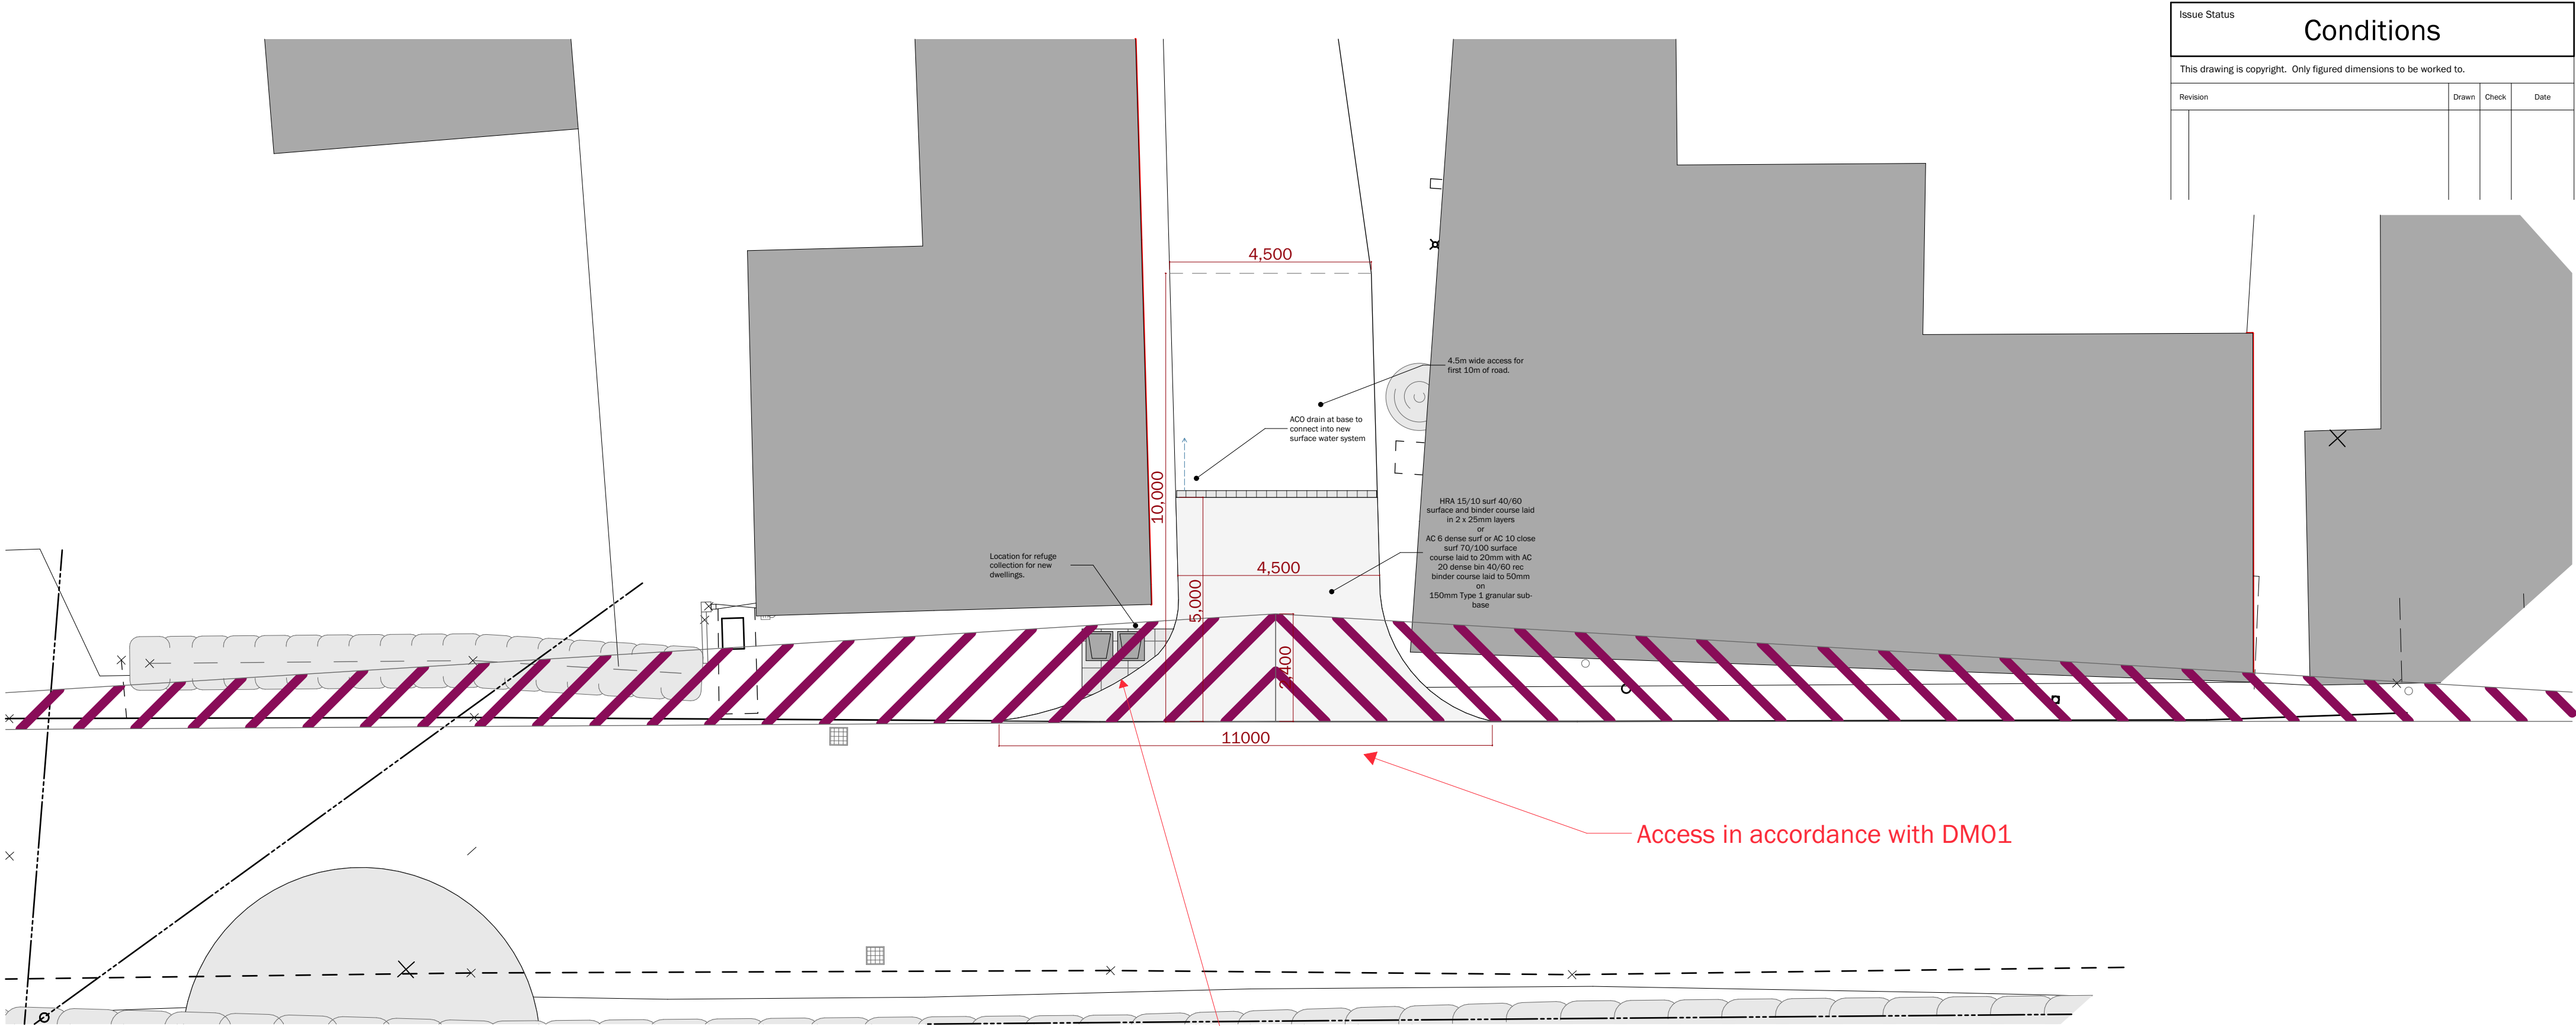 Issue Status
Conditions
This drawing is copyright.  Only figured dimensions to be worked to.
Revision
Drawn
Check
Date
4,500
4.5m wide access for
first 10m of road.
ACO drain at base to
connect into new
surface water system
10,000
HRA 15/10 surf 40/60
surface and binder course laid
in 2 x 25mm layers
or
AC 6 dense surf or AC 10 close
surf 70/100 surface
course laid to 20mm with AC
20 dense bin 40/60 rec
binder course laid to 50mm
on
150mm Type 1 granular sub-
base
Location for refuge
collection for new
dwellings.
4,500
5,000
2,400
11000
Access in accordance with DM01